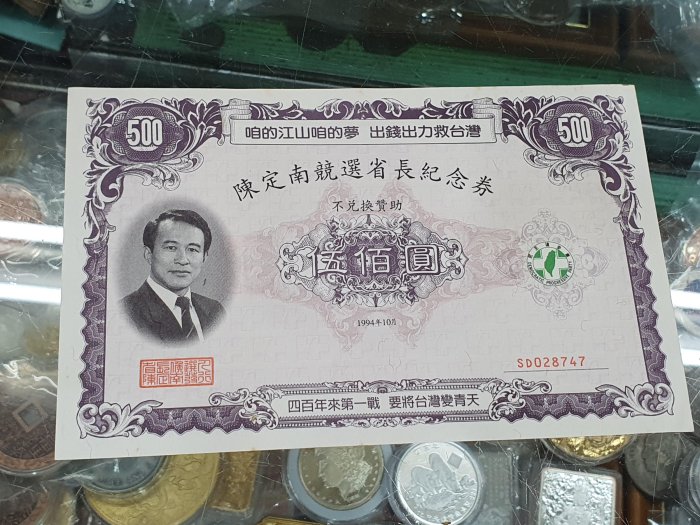 500
咱的江山咱的夢 出錢出力救台灣
500
陳定南競選省長紀念券
不兌換贊助
伍佰圓
1994年10月
SD028747
四百年來第一戰 要將台灣變青天